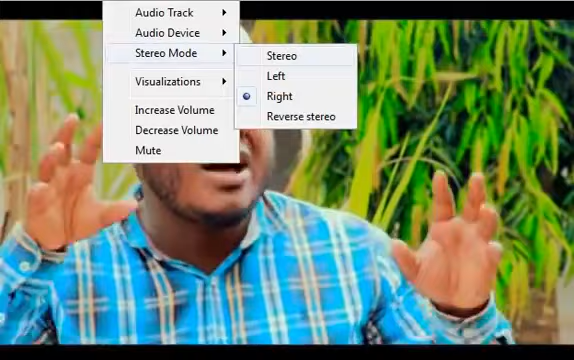 Audio Track
Audio Device
Stereo Mode
Visualizations
Increase Volume
Decrease Volume
Mute
Stereo
Left
Right
Reverse stereo